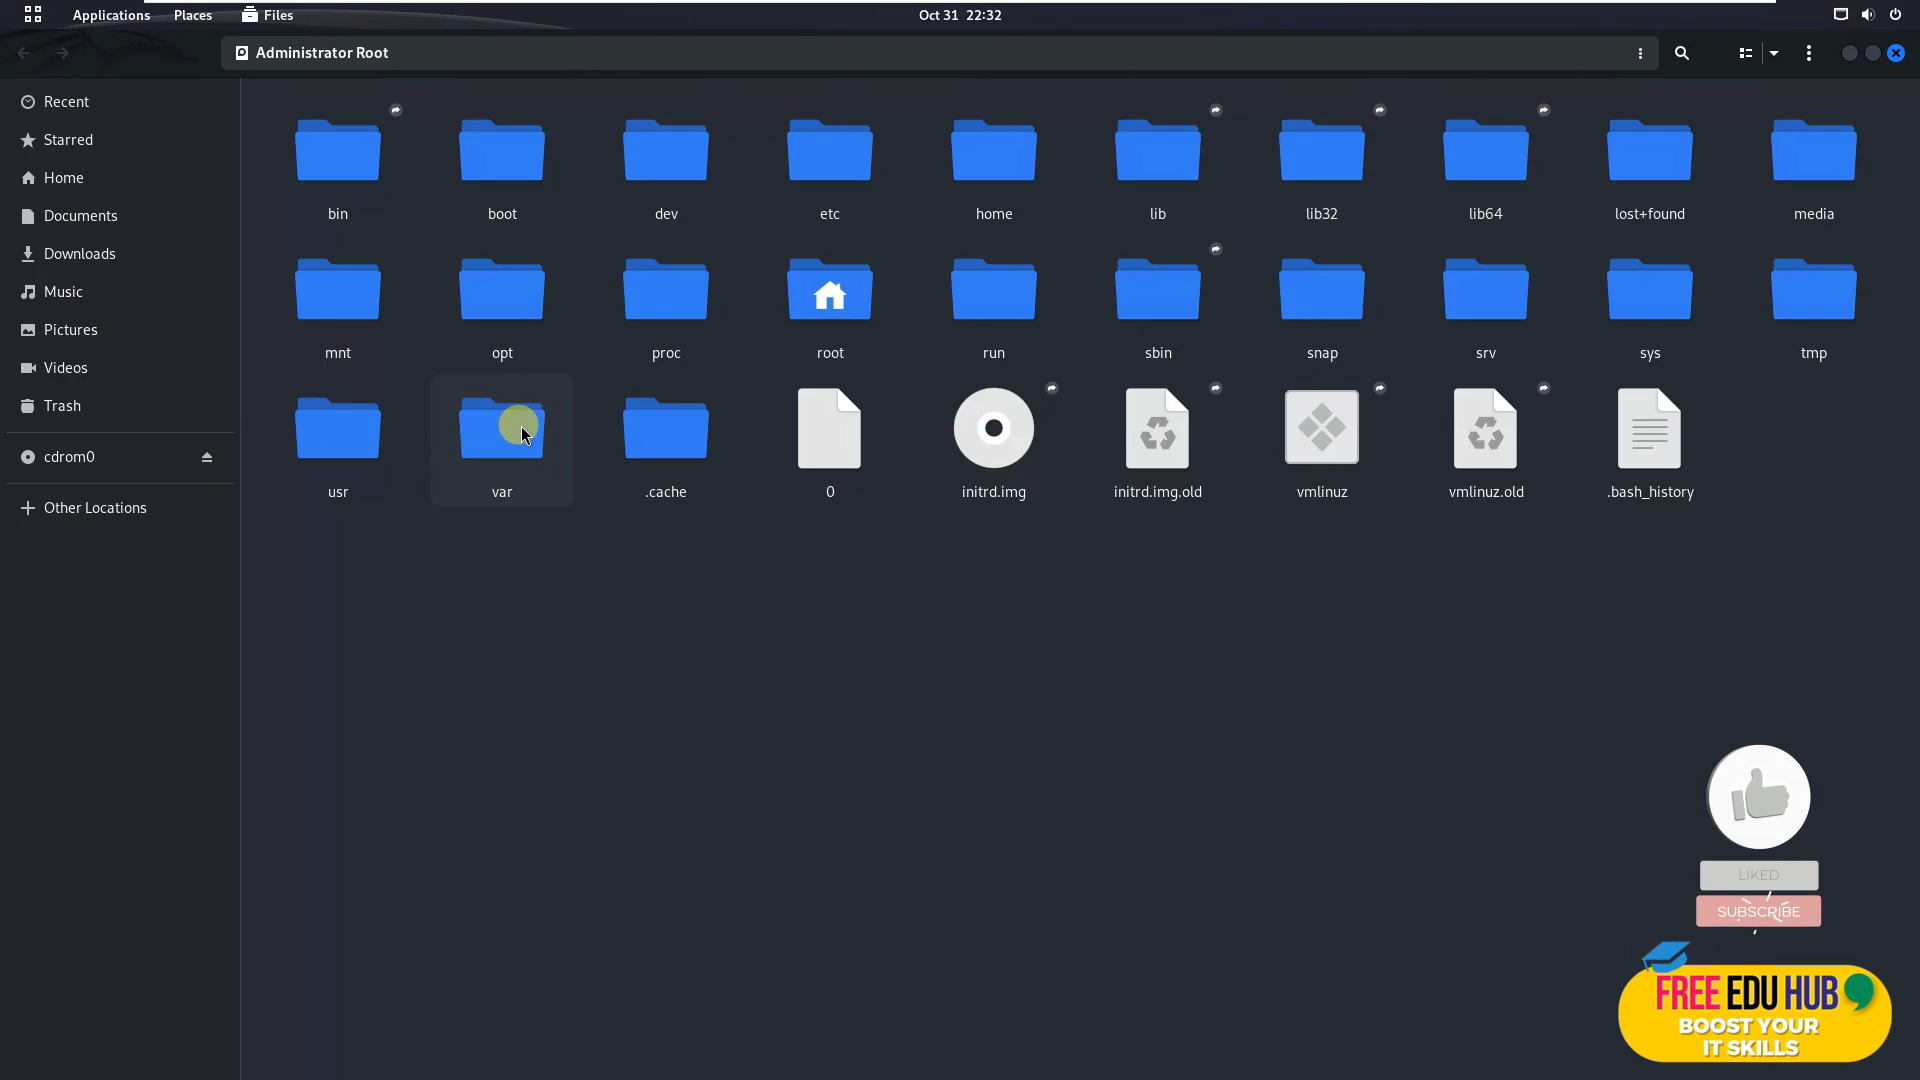 Applications Places Files Oct 31 22:32
Administrator Root
Recent
Starred
Home
Documents
Downloads
Music
Pictures
Videos
Trash
cdrom0
Other Locations
bin boot dev etc home lib lib32 lib64 lost+found media
mnt opt proc root run sbin snap srv sys tmp
usr var .cache 0 initrd.img initrd.img.old vmlinuz vmlinuz.old .bash_history
LIKED
SUBSCRIBE
FREE EDU HUB
BOOST YOUR
IT SKILLS